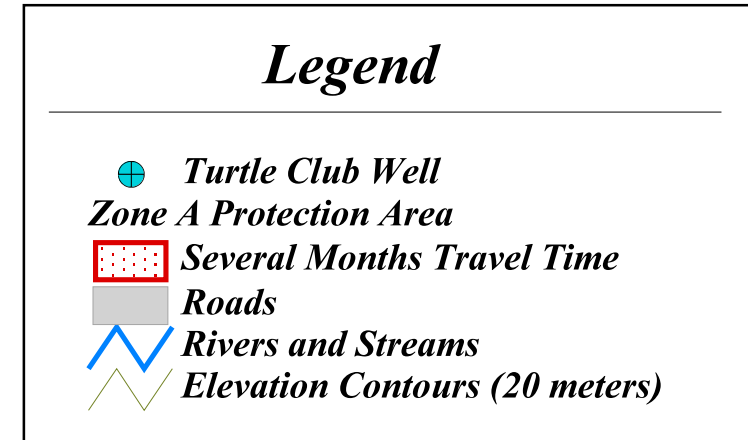 Legend
Turtle Club Well
Zone A Protection Area
Several Months Travel Time
Roads
Rivers and Streams
Elevation Contours (20 meters)